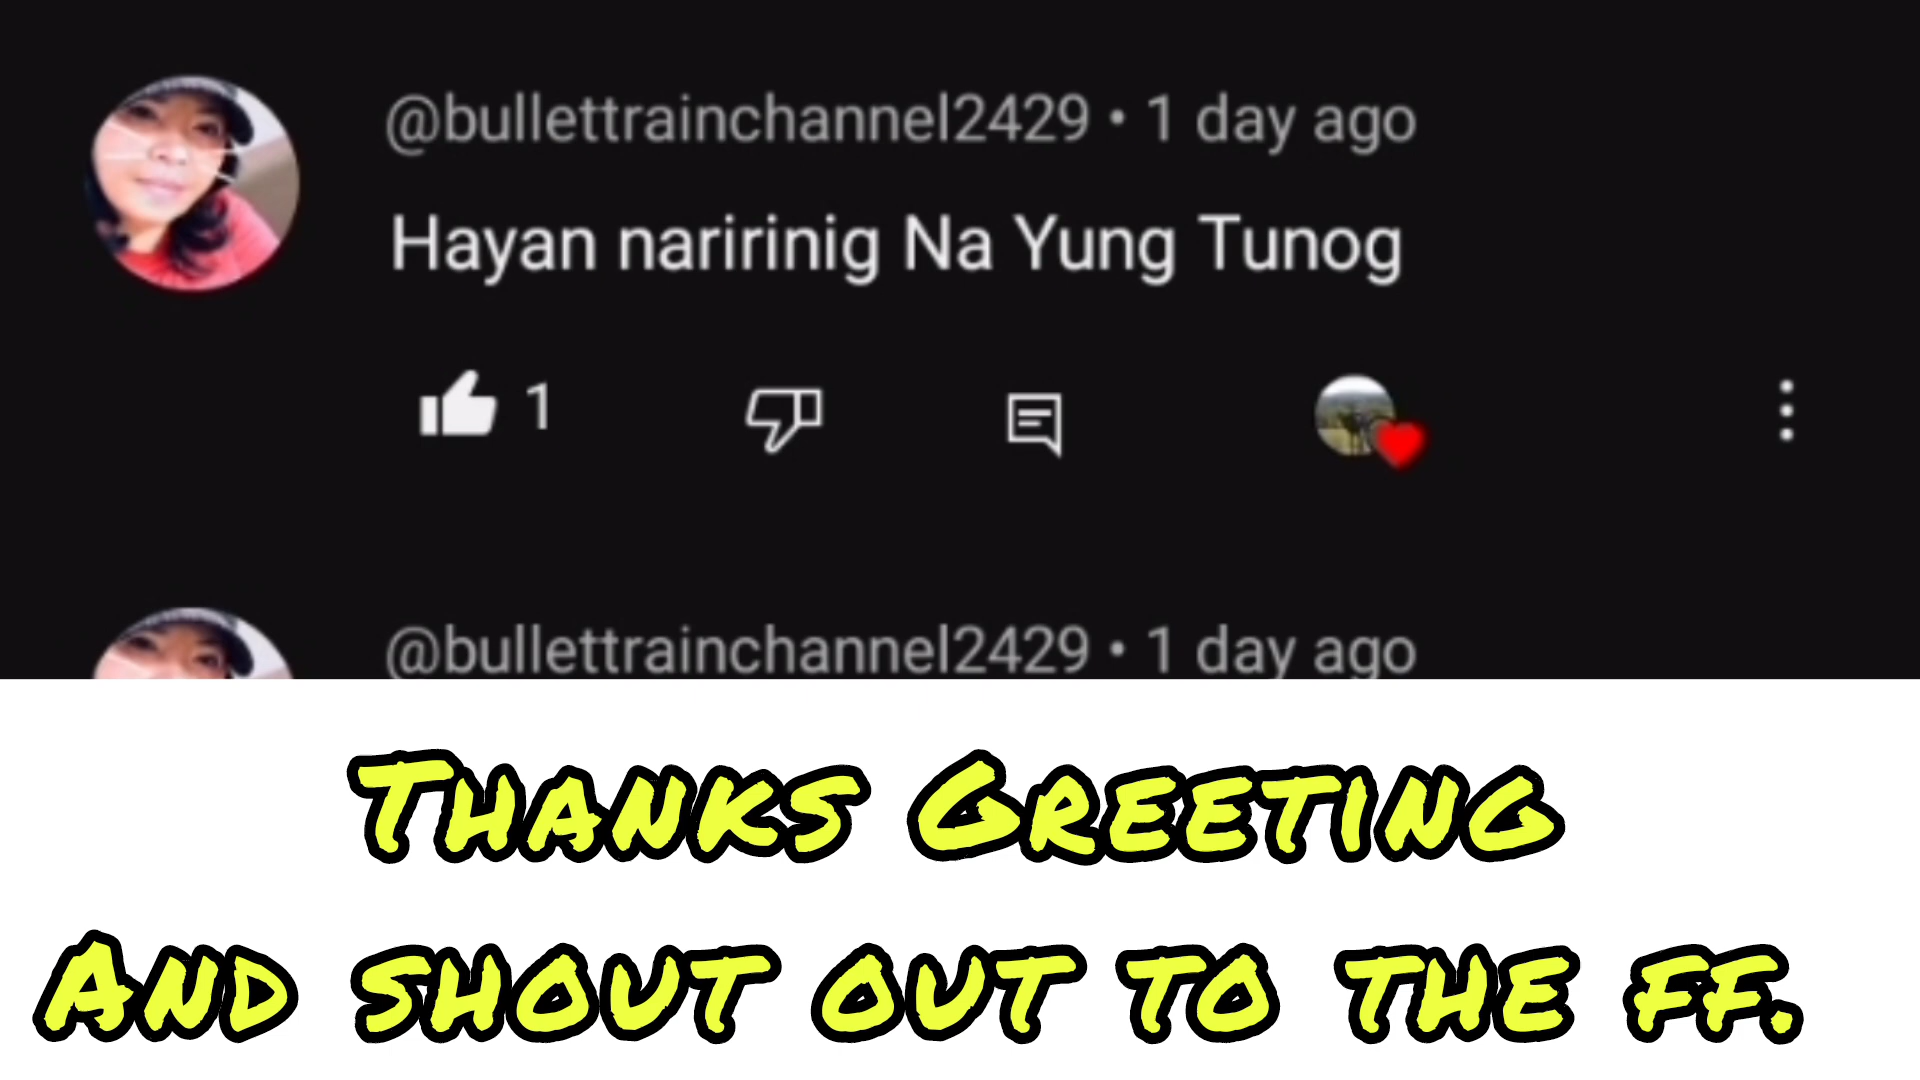 @bullettrainchannel2429 • 1 day ago
Hayan naririnig Na Yung Tunog
1
@bullettrainchannel2429 • 1 day ago
Thanks Greeting
And shout out to the ff.